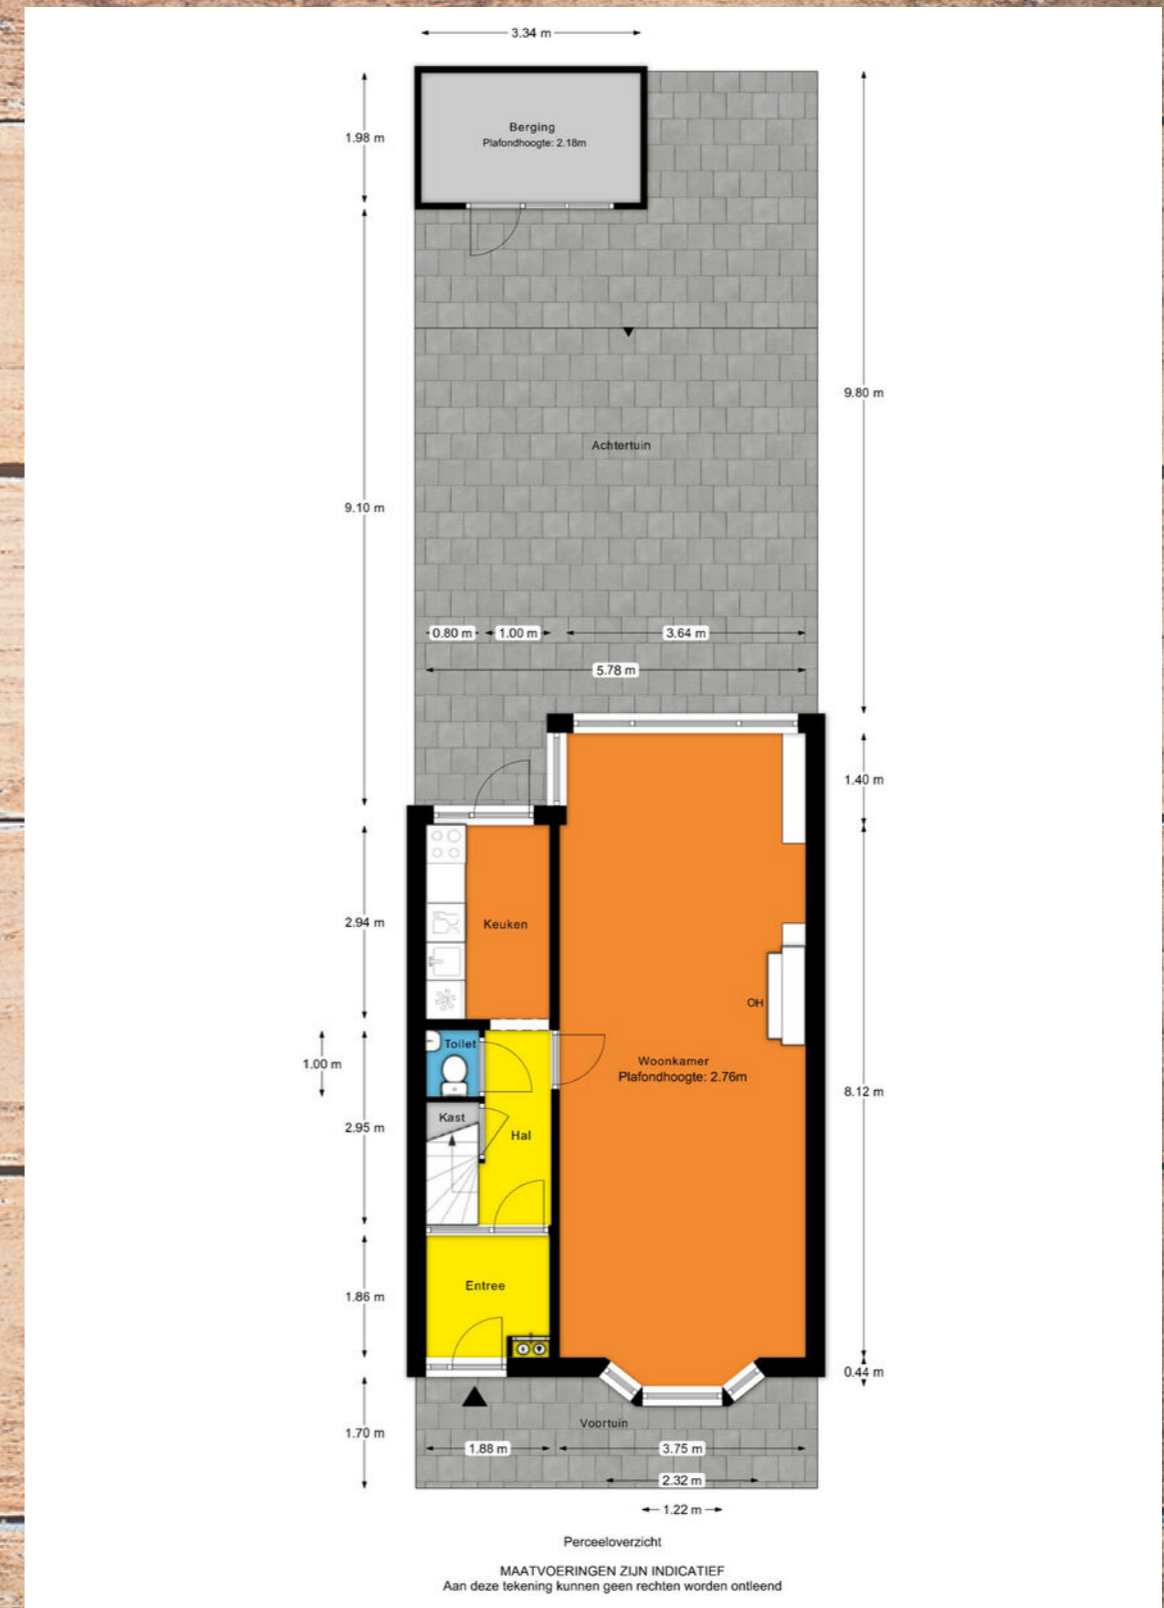 3.34 m
Berging
Plafondhoogte: 2.18m
1.98 m
9.80 m
Achtertuin
9.10 m
0.80 m
1.00 m
3.64 m
5.78 m
1.40 m
2.94 m
Keuken
OH
Toilet
1.00 m
Woonkamer
Plafondhoogte: 2.76m
8.12 m
Kast
2.95 m
Hal
Entree
1.86 m
0.44 m
Voortuin
1.70 m
1.88 m
3.75 m
2.32 m
1.22 m
Perceeloverzicht
MAATVOERINGEN ZIJN INDICATIEF
Aan deze tekening kunnen geen rechten worden ontleend